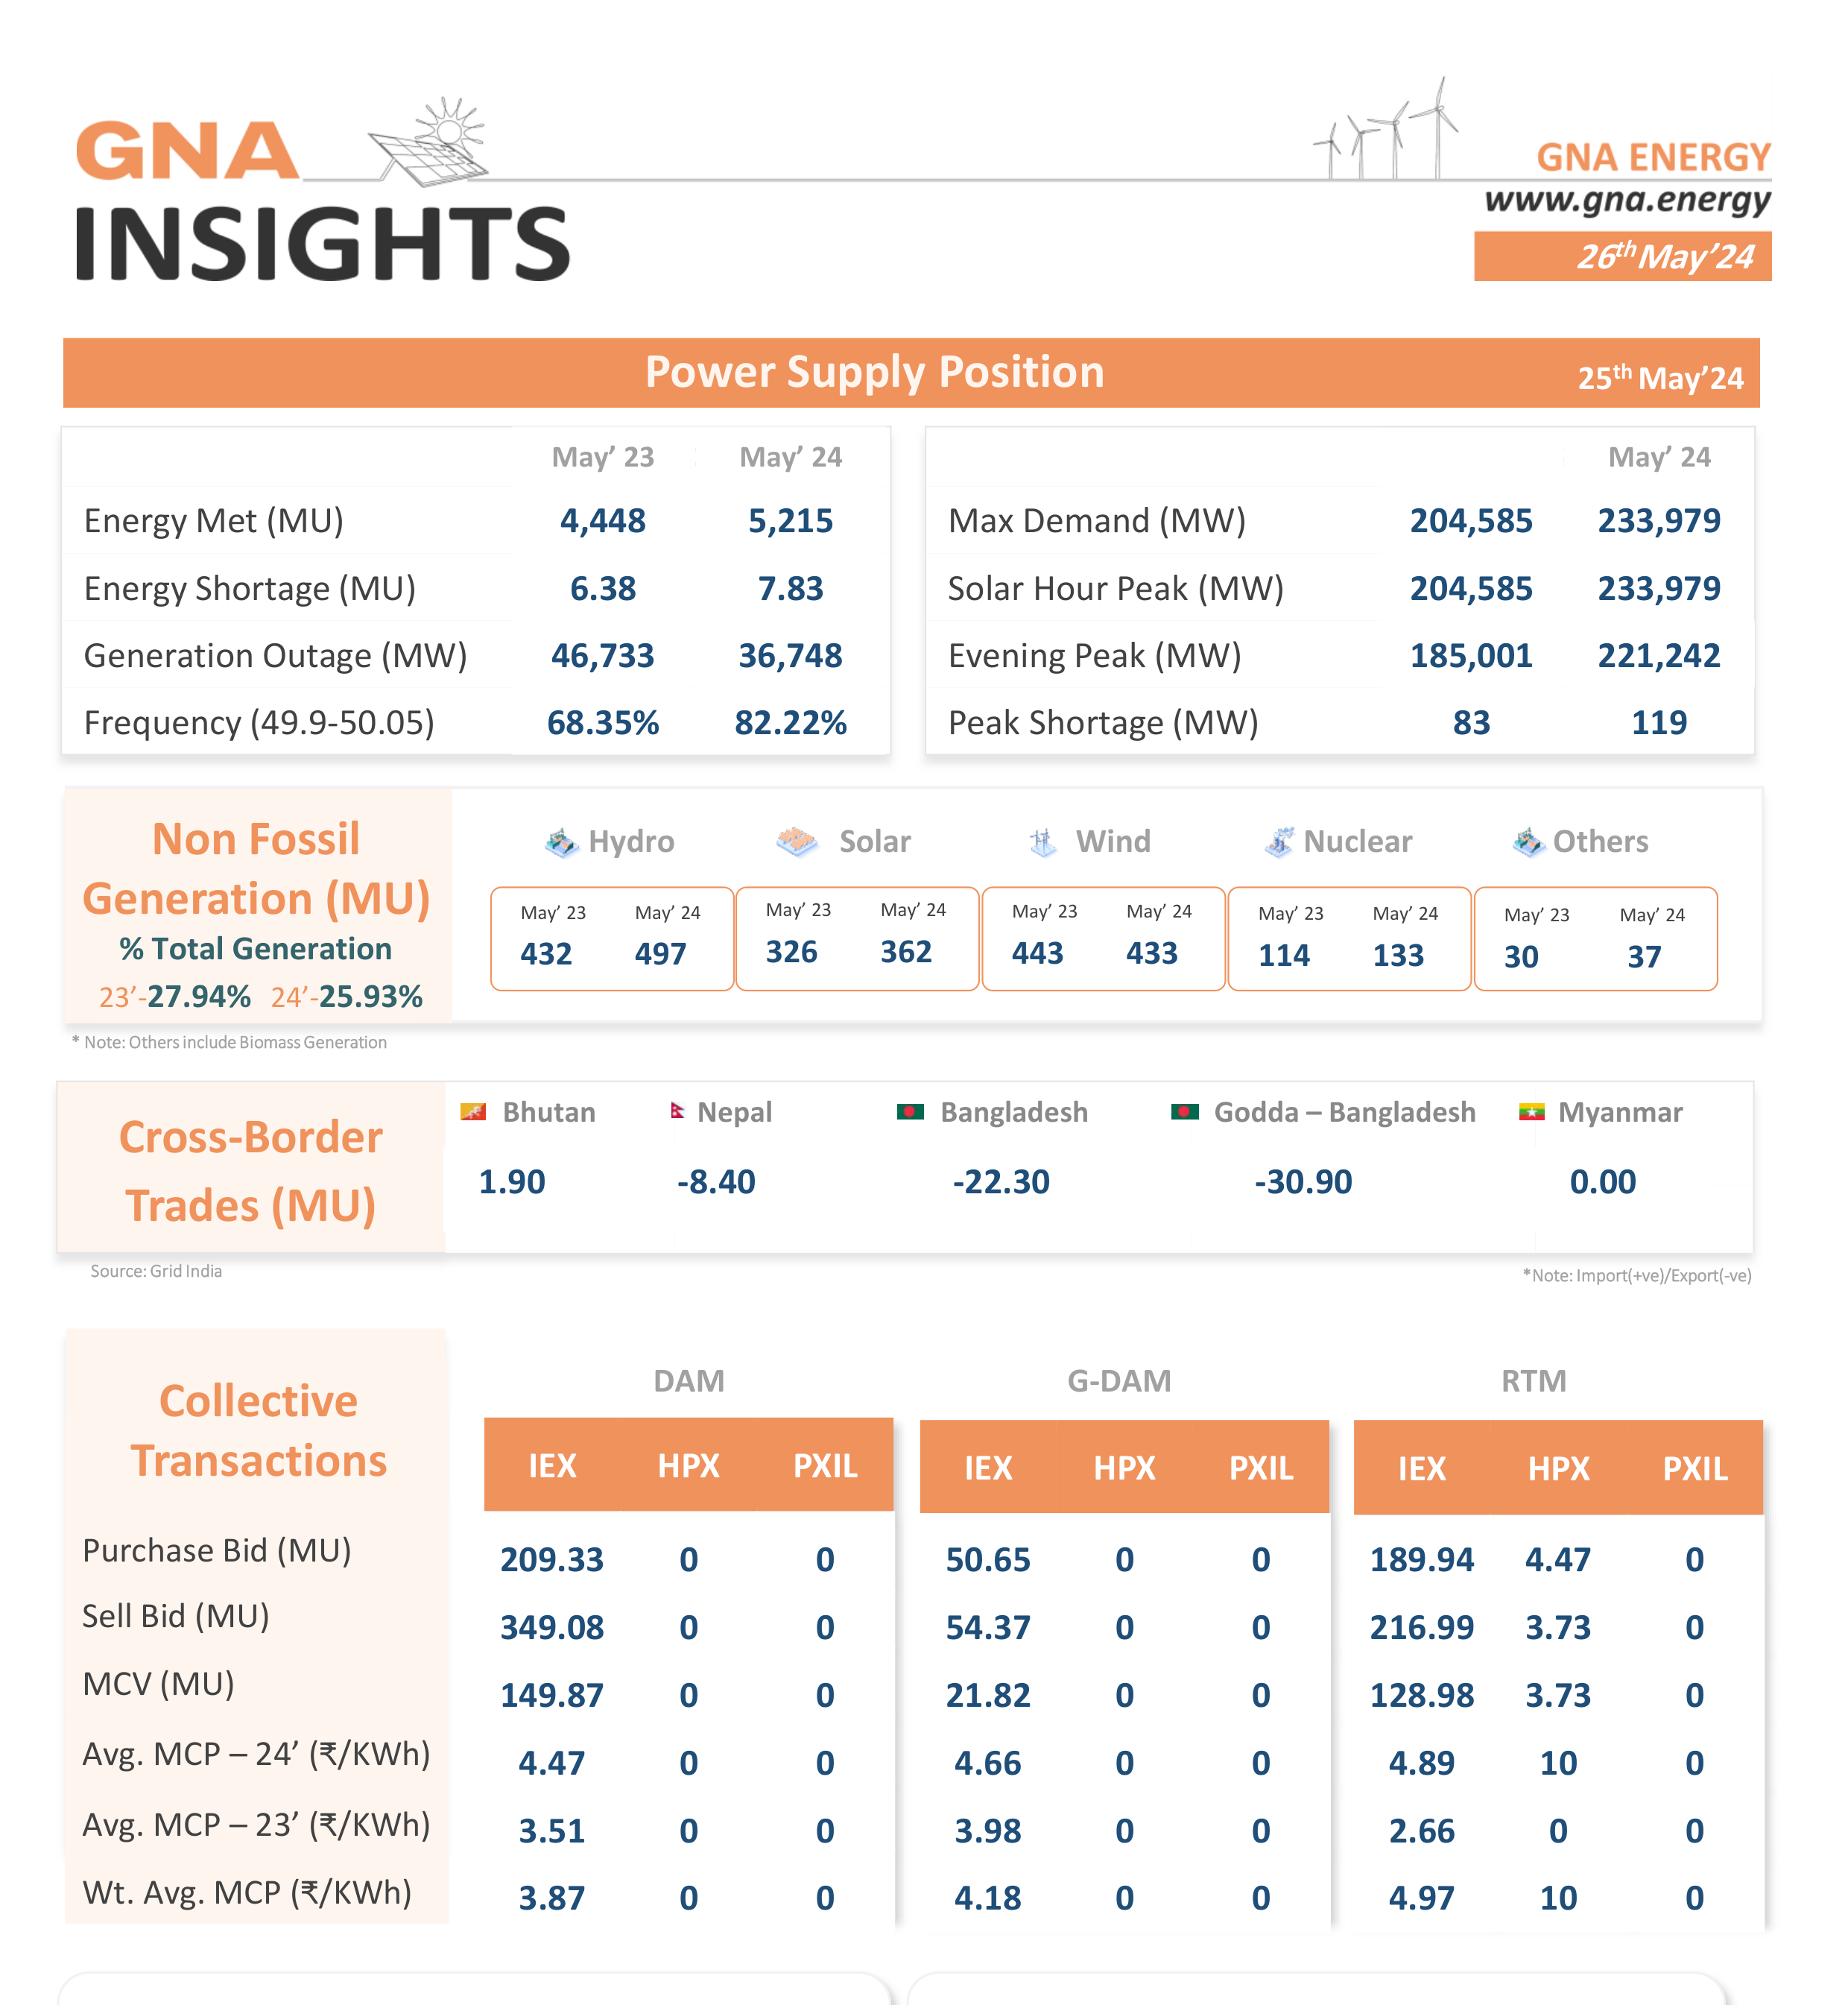 GNA
INSIGHTS
GNA ENERGY
www.gna.energy
26th May’24
Power Supply Position 25th May’24
May’ 23 May’ 24
Energy Met (MU) 4,448 5,215
Energy Shortage (MU) 6.38 7.83
Generation Outage (MW) 46,733 36,748
Frequency (49.9-50.05) 68.35% 82.22%
May’ 24
Max Demand (MW) 204,585 233,979
Solar Hour Peak (MW) 204,585 233,979
Evening Peak (MW) 185,001 221,242
Peak Shortage (MW) 83 119
Non Fossil
Generation (MU)
% Total Generation
23’-27.94% 24’-25.93%
Hydro Solar Wind Nuclear Others
May’ 23 May’ 24 May’ 23 May’ 24 May’ 23 May’ 24 May’ 23 May’ 24 May’ 23 May’ 24
432 497 326 362 443 433 114 133 30 37
* Note: Others include Biomass Generation
Cross-Border
Trades (MU)
Bhutan Nepal Bangladesh Godda – Bangladesh Myanmar
1.90 -8.40 -22.30 -30.90 0.00
Source: Grid India
*Note: Import(+ve)/Export(-ve)
Collective
Transactions
DAM G-DAM RTM
IEX HPX PXIL IEX HPX PXIL IEX HPX PXIL
Purchase Bid (MU) 209.33 0 0 50.65 0 0 189.94 4.47 0
Sell Bid (MU) 349.08 0 0 54.37 0 0 216.99 3.73 0
MCV (MU) 149.87 0 0 21.82 0 0 128.98 3.73 0
Avg. MCP – 24’ (₹/KWh) 4.47 0 0 4.66 0 0 4.89 10 0
Avg. MCP – 23’ (₹/KWh) 3.51 0 0 3.98 0 0 2.66 0 0
Wt. Avg. MCP (₹/KWh) 3.87 0 0 4.18 0 0 4.97 10 0